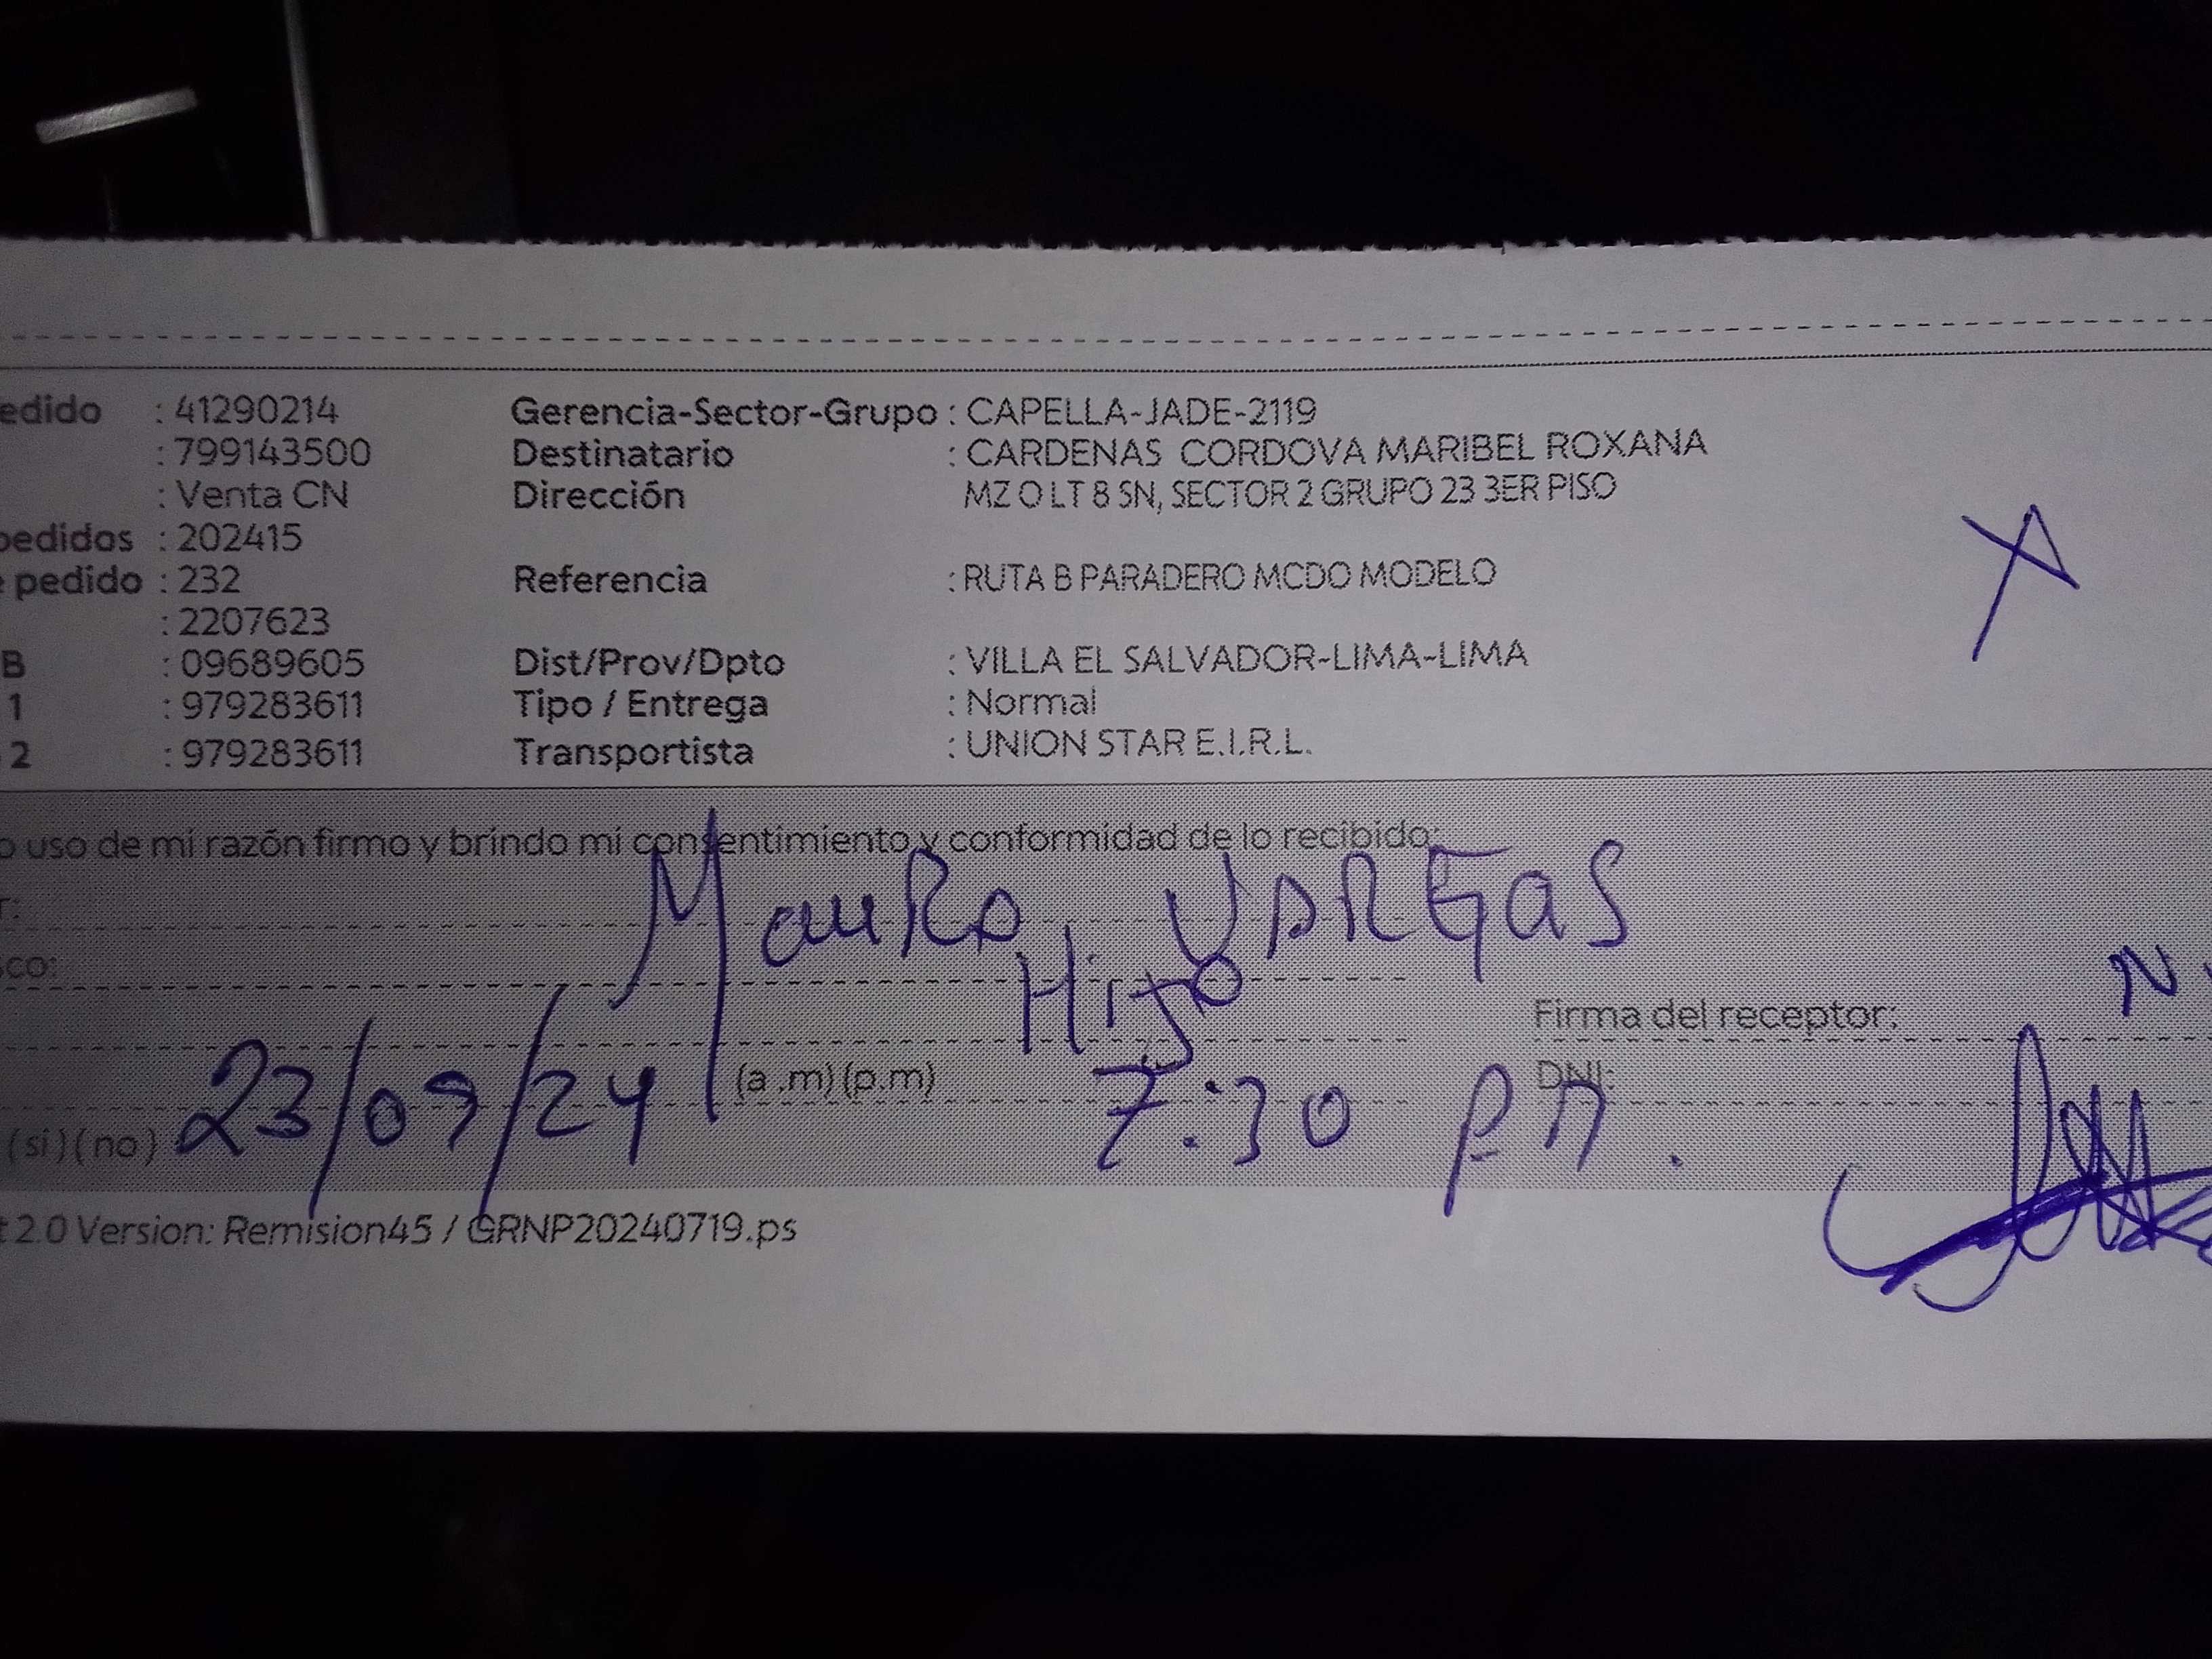 edido : 41290214 Gerencia-Sector-Grupo : CAPELLA-JADE-2119
: 799143500 Destinatario : CARDENAS CORDOVA MARIBEL ROXANA
: Venta CN Dirección MZ O LT 8 SN, SECTOR 2 GRUPO 23 3ER PISO
pedidos : 202415
e pedido : 232 Referencia : RUTA B PARADERO MCDO MODELO
: 2207623
B : 09689605 Dist/Prov/Dpto : VILLA EL SALVADOR-LIMA-LIMA
1 : 979283611 Tipo / Entrega : Normal
2 : 979283611 Transportista : UNION STAR E.I.R.L.
o uso de mi razón firmo y brindo mi consentimiento y conformidad de lo recibido:
r: MauRo VARGaS
sco: Hijo N
Firma del receptor:
(a .m) (p.m) DNI:
(si) (no) 23/09/24 7:30 Pm.
t 2.0 Version: Remision45 / GRNP20240719.ps